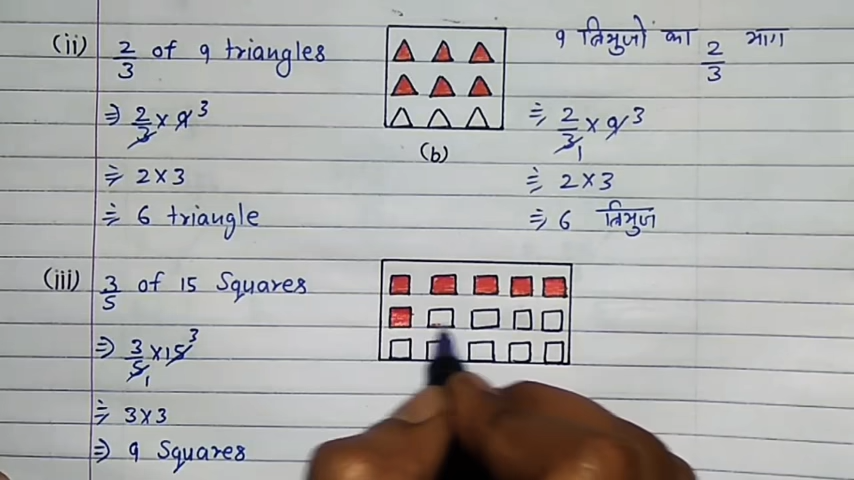 (ii) 2/3 of 9 triangles
⇒ 2/3 × 9 3
⇒ 2×3
⇒ 6 triangle
(b)
9 त्रिभुजों का 2/3 भाग
⇒ 2/3 1 × 9 3
⇒ 2×3
⇒ 6 त्रिभुज
(iii) 3/5 of 15 Squares
⇒ 3/5 1 ×15 3
⇒ 3×3
⇒ 9 Squares